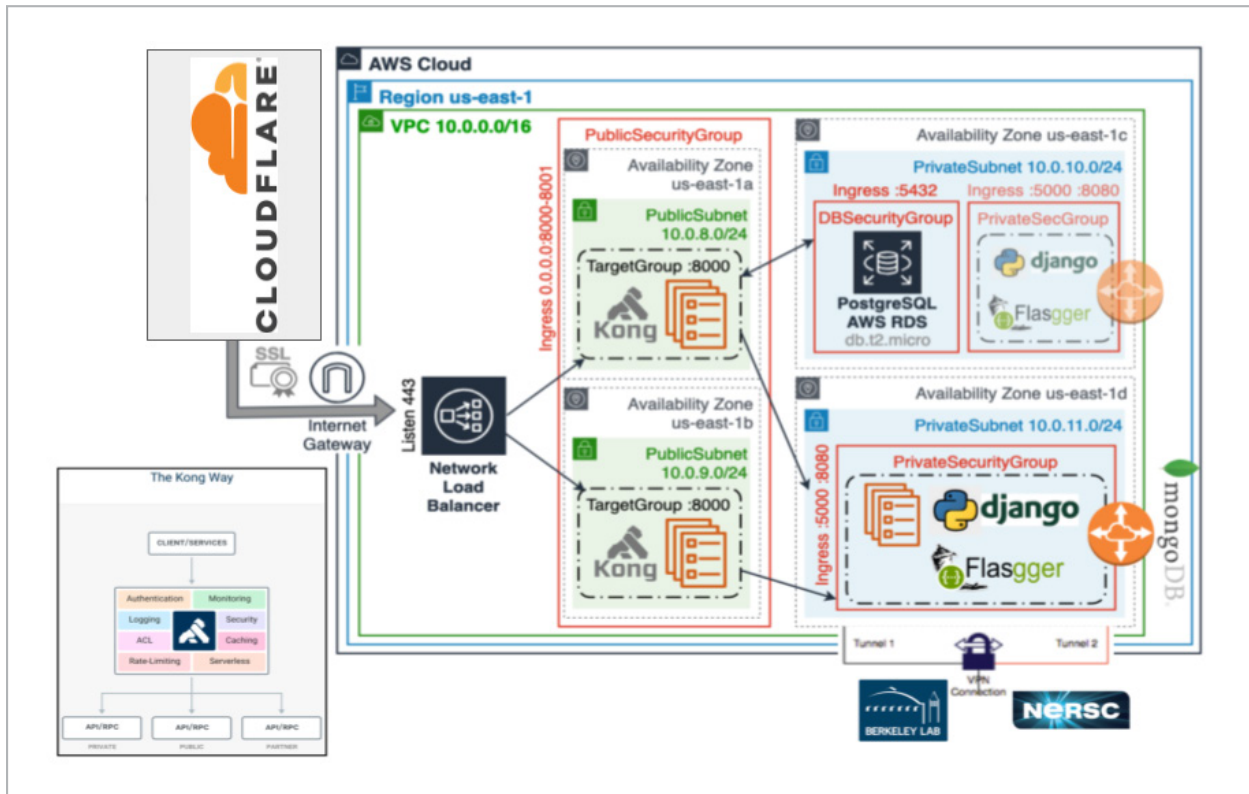 CLOUDFLARE®
SSL
Internet
Gateway
Listen 443
Network
Load
Balancer
AWS Cloud
Region us-east-1
VPC 10.0.0.0/16
PublicSecurityGroup
Ingress 0.0.0.0:8000-8001
Availability Zone
us-east-1a
PublicSubnet
10.0.8.0/24
TargetGroup :8000
Kong
Availability Zone
us-east-1b
PublicSubnet
10.0.9.0/24
TargetGroup :8000
Kong
Availability Zone us-east-1c
PrivateSubnet 10.0.10.0/24
Ingress :5432
Ingress :5000 :8080
DBSecurityGroup
PostgreSQL
AWS RDS
db.t2.micro
PrivateSecGroup
django
Flasgger
Availability Zone us-east-1d
PrivateSubnet 10.0.11.0/24
PrivateSecurityGroup
Ingress :5000 :8080
django
Flasgger
mongoDB.
Tunnel 1
Tunnel 2
VPN
Connection
BERKELEY LAB
NERSC
The Kong Way
CLIENT/SERVICES
Authentication
Monitoring
Logging
Security
ACL
Caching
Rate-Limiting
Serverless
API/RPC
API/RPC
API/RPC
PRIVATE
PUBLIC
PARTNER